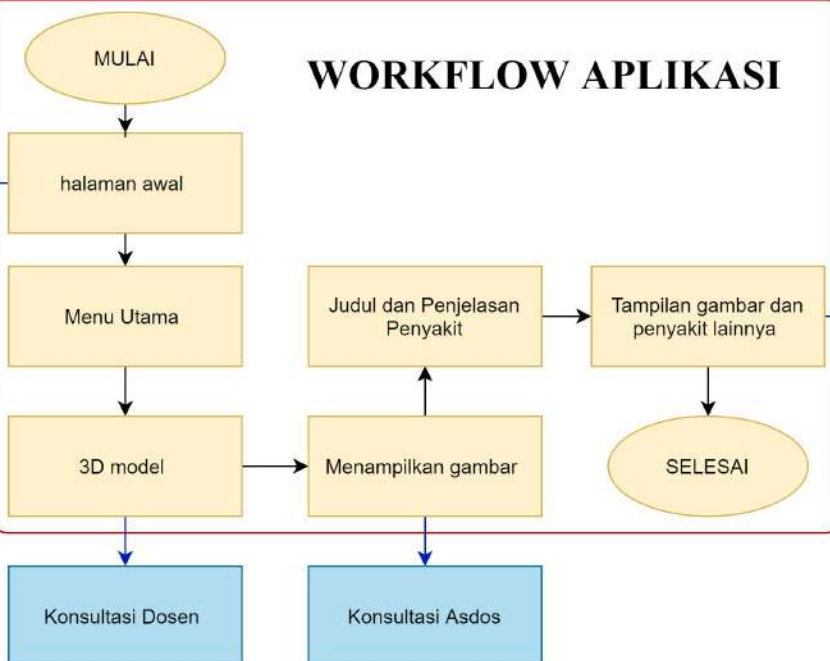 MULAI
WORKFLOW APLIKASI
halaman awal
Menu Utama
Judul dan Penjelasan
Penyakit
Tampilan gambar dan
penyakit lainnya
3D model
Menampilkan gambar
SELESAI
Konsultasi Dosen
Konsultasi Asdos